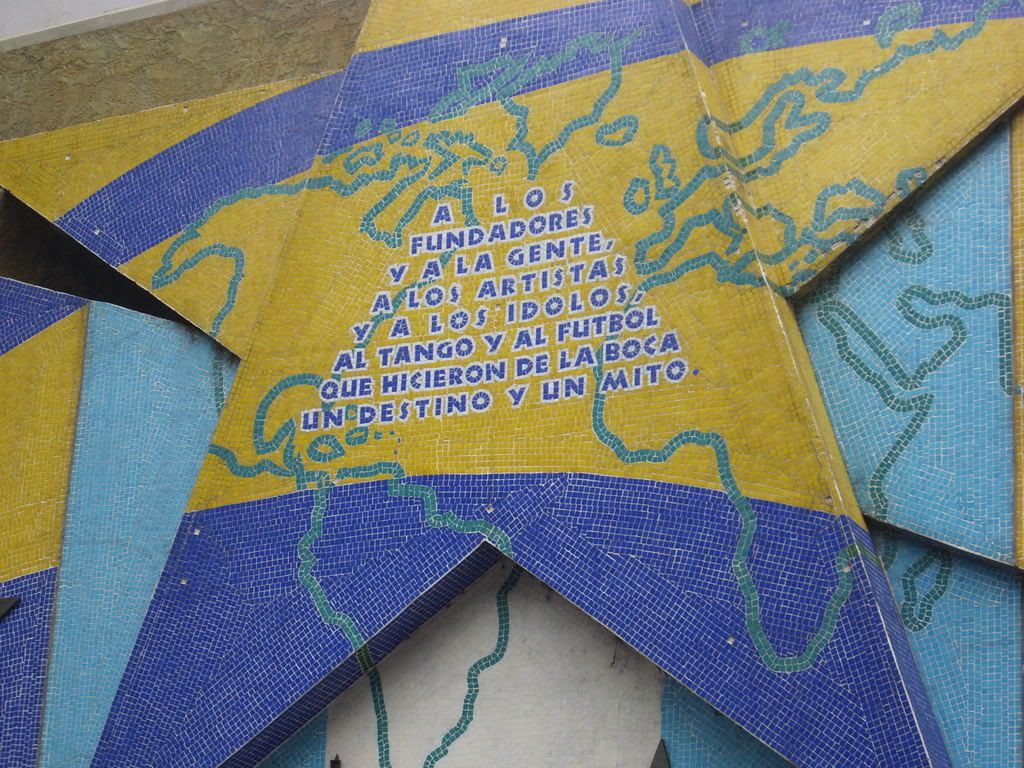 A LOS
FUNDADORES
Y A LA GENTE,
A LOS ARTISTAS
Y A LOS IDOLOS,
AL TANGO Y AL FUTBOL
QUE HICIERON DE LA BOCA
UN DESTINO Y UN MITO.